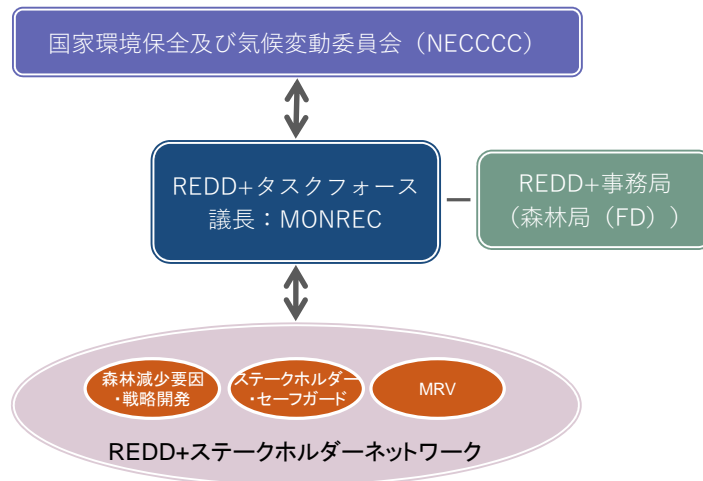 国家環境保全及び気候変動委員会（NECCCC）
REDD+タスクフォース
議長：MONREC
REDD+事務局
（森林局（FD））
森林減少要因
・戦略開発
ステークホルダー
・セーフガード
MRV
REDD+ステークホルダーネットワーク